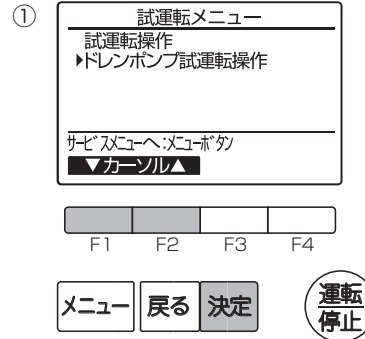 ①
試運転メニュー
試運転操作
▶ドレンポンプ試運転操作
サービスメニューへ:メニューボタン
▼カーソル▲
F1 F2 F3 F4
メニュー 戻る 決定 運転
停止